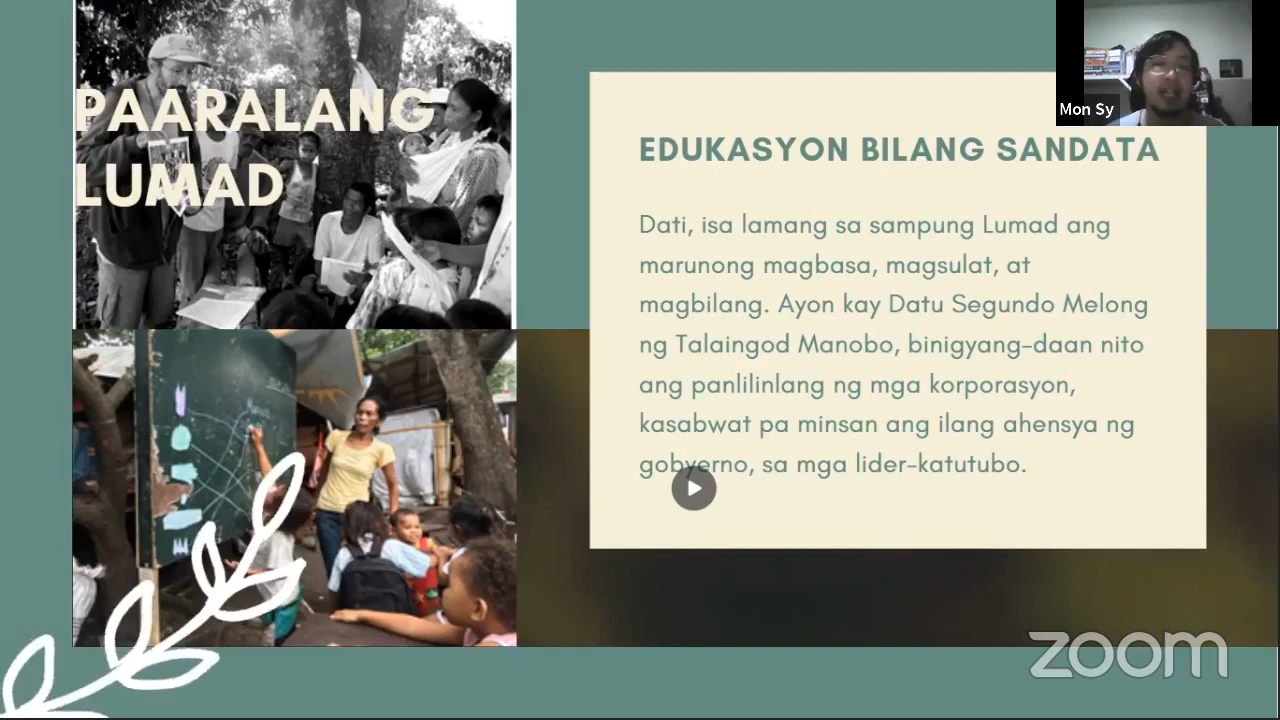 PAARALANG
LUMAD
Mon Sy
EDUKASYON BILANG SANDATA
Dati, isa lamang sa sampung Lumad ang
marunong magbasa, magsulat, at
magbilang. Ayon kay Datu Segundo Melong
ng Talaingod Manobo, binigyang-daan nito
ang panlilinlang ng mga korporasyon,
kasabwat pa minsan ang ilang ahensya ng
gobyerno, sa mga lider-katutubo.
zoom